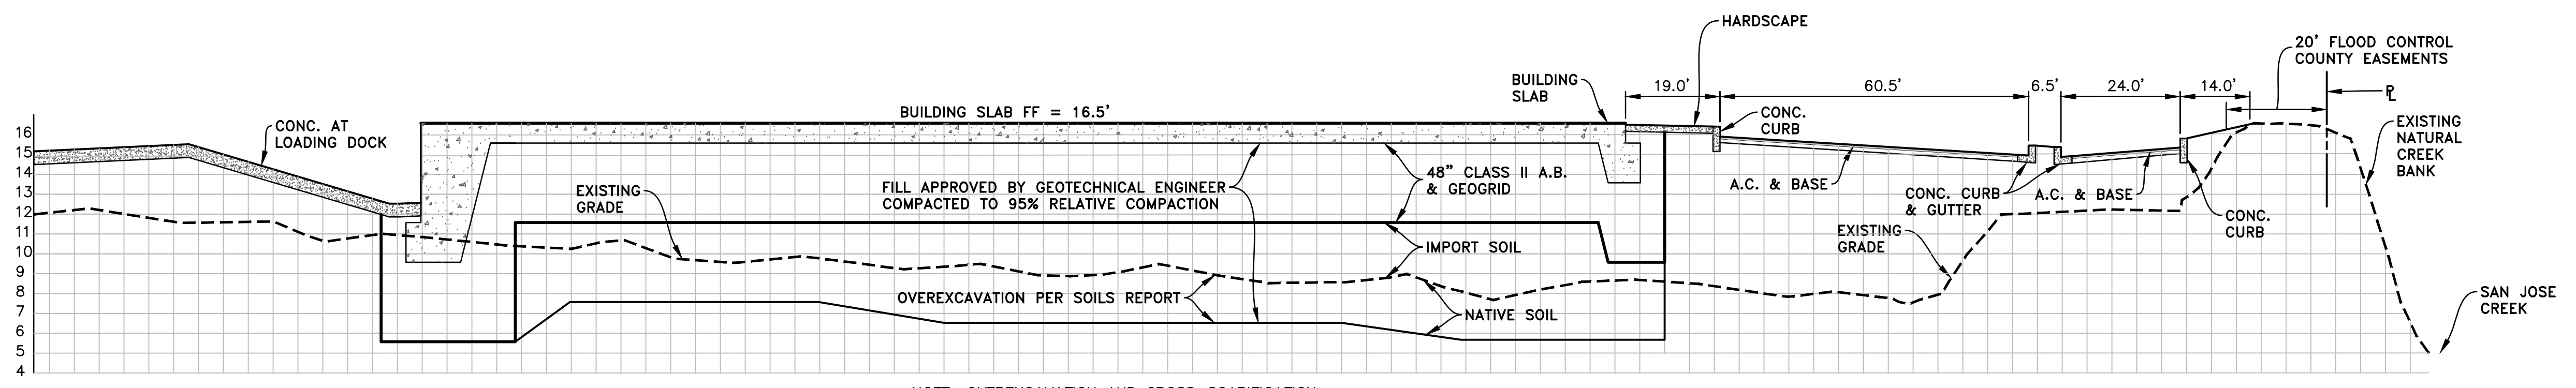 HARDSCAPE
20' FLOOD CONTROL
COUNTY EASEMENTS
BUILDING
SLAB
19.0'
60.5'
6.5'
24.0'
14.0'
PL
BUILDING SLAB FF = 16.5'
CONC. AT
LOADING DOCK
CONC.
CURB
EXISTING
NATURAL
CREEK
BANK
16
15
14
13
12
11
10
9
8
7
6
5
4
EXISTING
GRADE
FILL APPROVED BY GEOTECHNICAL ENGINEER
COMPACTED TO 95% RELATIVE COMPACTION
48" CLASS II A.B.
& GEOGRID
A.C. & BASE
CONC. CURB
& GUTTER
A.C. & BASE
CONC.
CURB
IMPORT SOIL
EXISTING
GRADE
OVEREXCAVATION PER SOILS REPORT
NATIVE SOIL
SAN JOSE
CREEK